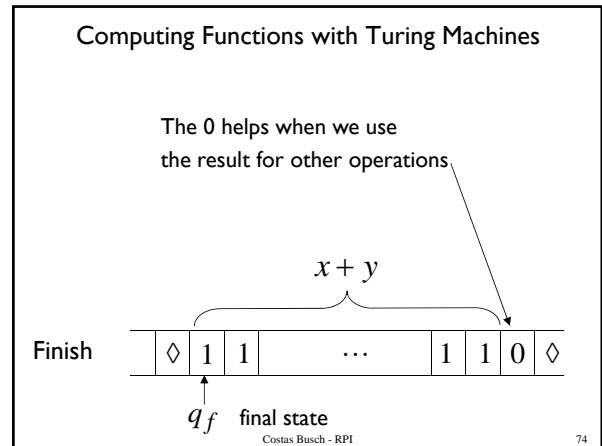 Computing Functions with Turing Machines
The 0 helps when we use
the result for other operations
x + y
Finish ◊ 1 1 ⋯ 1 1 0 ◊
q_f final state
Costas Busch - RPI 74